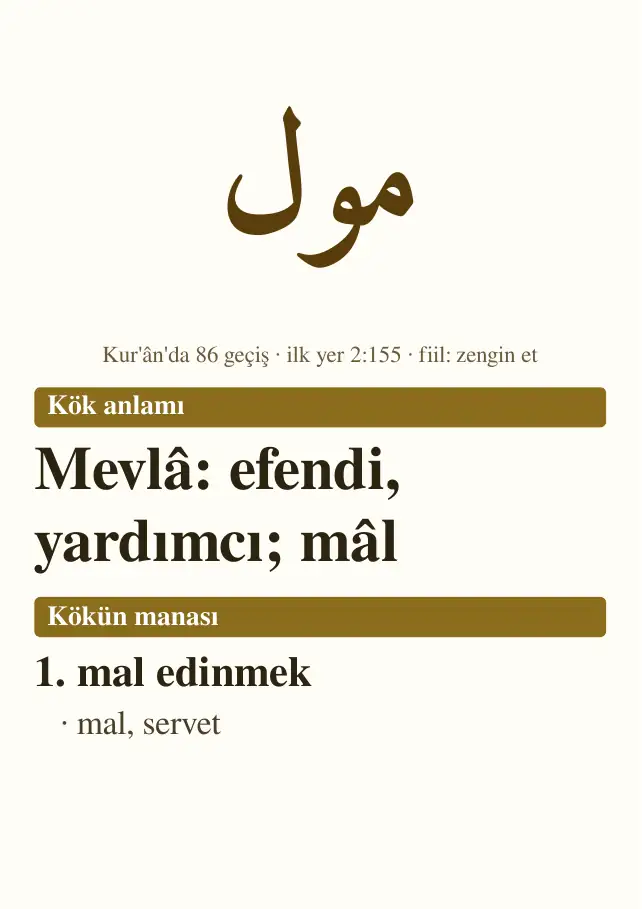 مول
Kur'ân'da 86 geçiş · ilk yer 2:155 · fiil: zengin et
Kök anlamı
Mevlâ: efendi,
yardımcı; mâl
Kökün manası
1. mal edinmek
· mal, servet